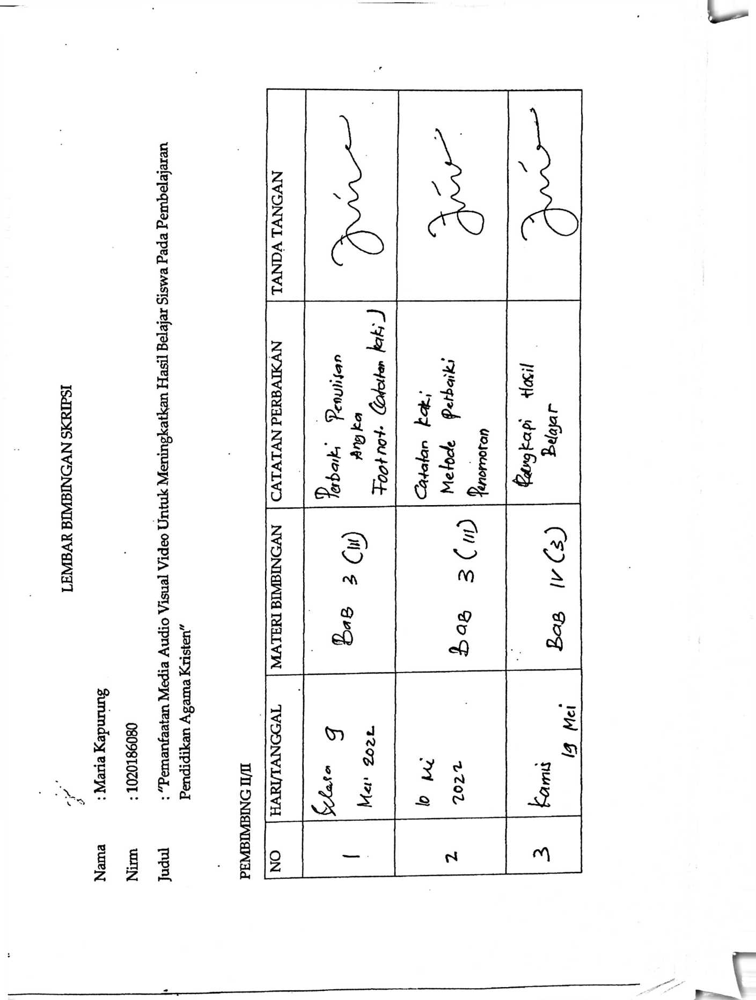 LEMBAR BIMBINGAN SKRIPSI
Nama : Maria Kapurung
Nirm : 1020186080
Judul : "Pemanfaatan Media Audio Visual Video Untuk Meningkatkan Hasil Belajar Siswa Pada Pembelajaran
Pendidikan Agama Kristen"
PEMBIMBING II/II
NO HARI/TANGGAL MATERI BIMBINGAN CATATAN PERBAIKAN TANDA TANGAN
1
Selasa 9
Mei 2022
BaB 3 (III)
Perbaiki Penulisan
Angka
Footnot. (Catatan kaki)
2
10 Mi
2022
BaB 3 (III)
Catatan kaki
Metode perbaiki
Penomoran
3
Kamis
19 Mei
BaB IV (3)
Hasil
Belajar